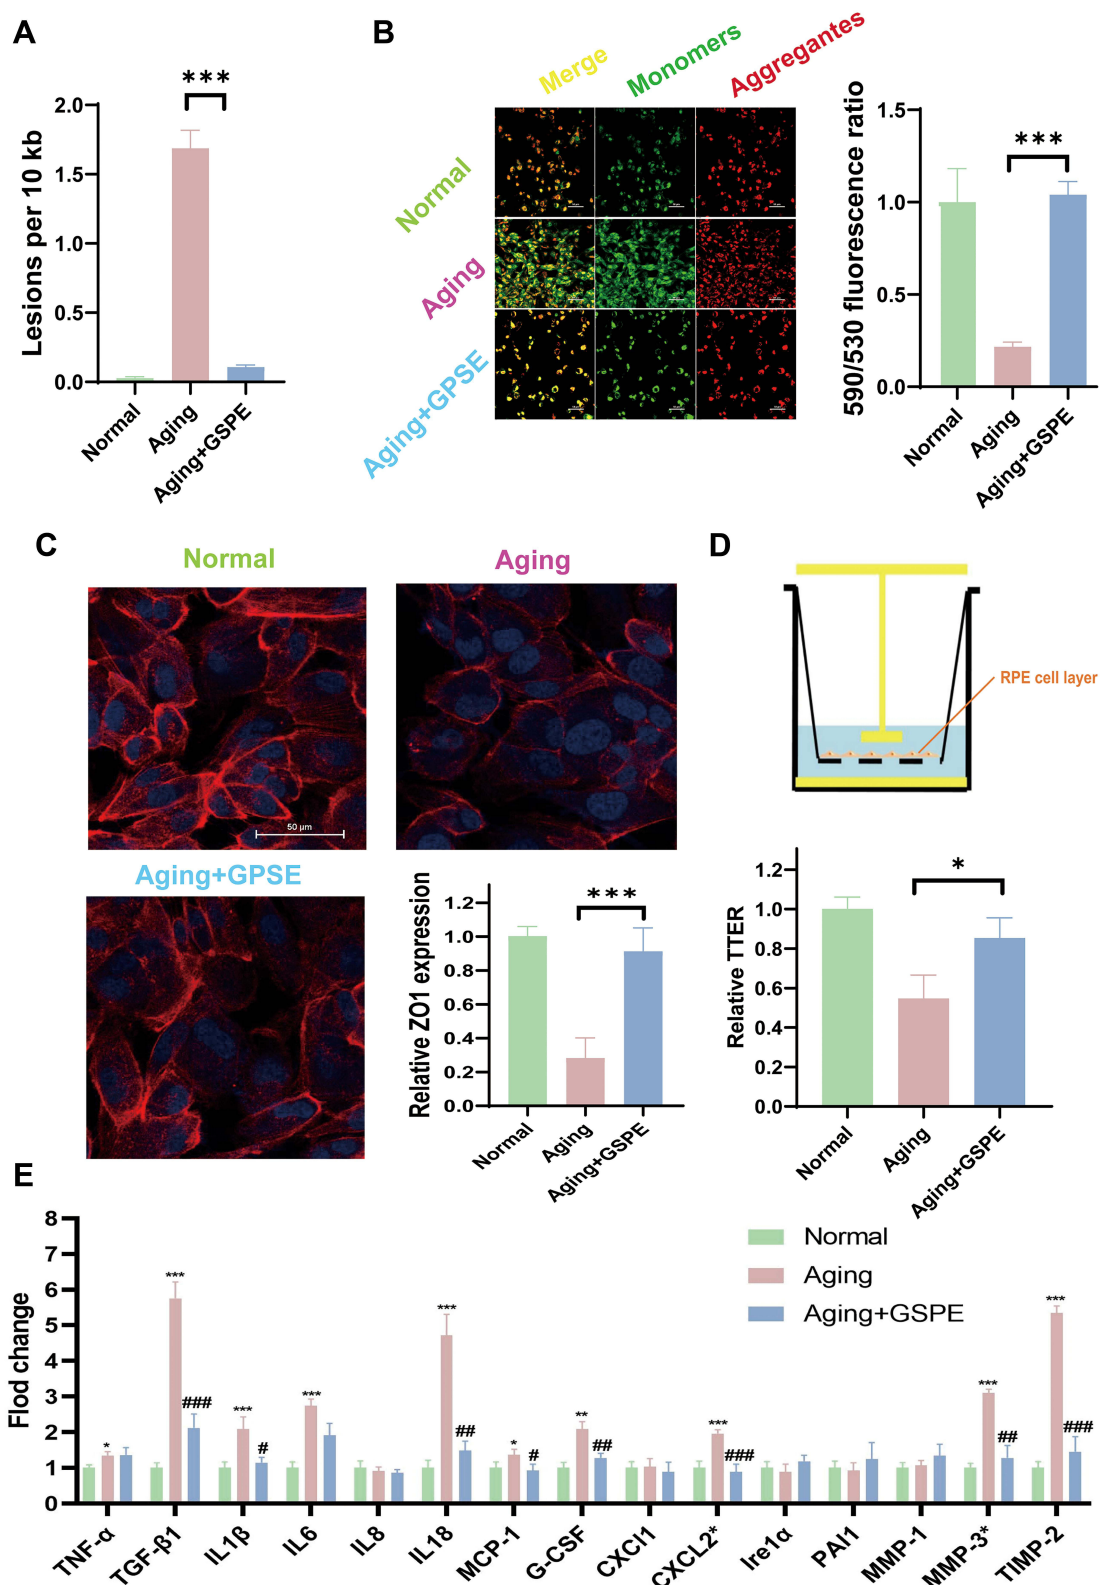 A
***
Lesions per 10 kb
2.0
1.5
1.0
0.5
0.0
Normal
Aging
Aging+GSPE
B
Merge
Monomers
Aggregantes
Normal
Aging
Aging+GPSE
590/530 fluorescence ratio
1.5
1.0
0.5
0.0
***
Normal
Aging
Aging+GSPE
C
Normal
Aging
50 μm
Aging+GPSE
Relative ZO1 expression
1.2
1.0
0.8
0.6
0.4
0.2
0.0
***
Normal
Aging
Aging+GSPE
D
RPE cell layer
Relative TTER
1.2
1.0
0.8
0.6
0.4
0.2
0.0
*
Normal
Aging
Aging+GSPE
E
Flod change
8
7
6
5
4
3
2
1
0
Normal
Aging
Aging+GSPE
*
***
###
***
#
***
***
##
*
#
**
##
***
###
***
##
***
###
TNF-α
TGF-β1
IL1β
IL6
IL8
IL18
MCP-1
G-CSF
CXCl1
CXCL2*
Ire1α
PAI1
MMP-1
MMP-3*
TIMP-2